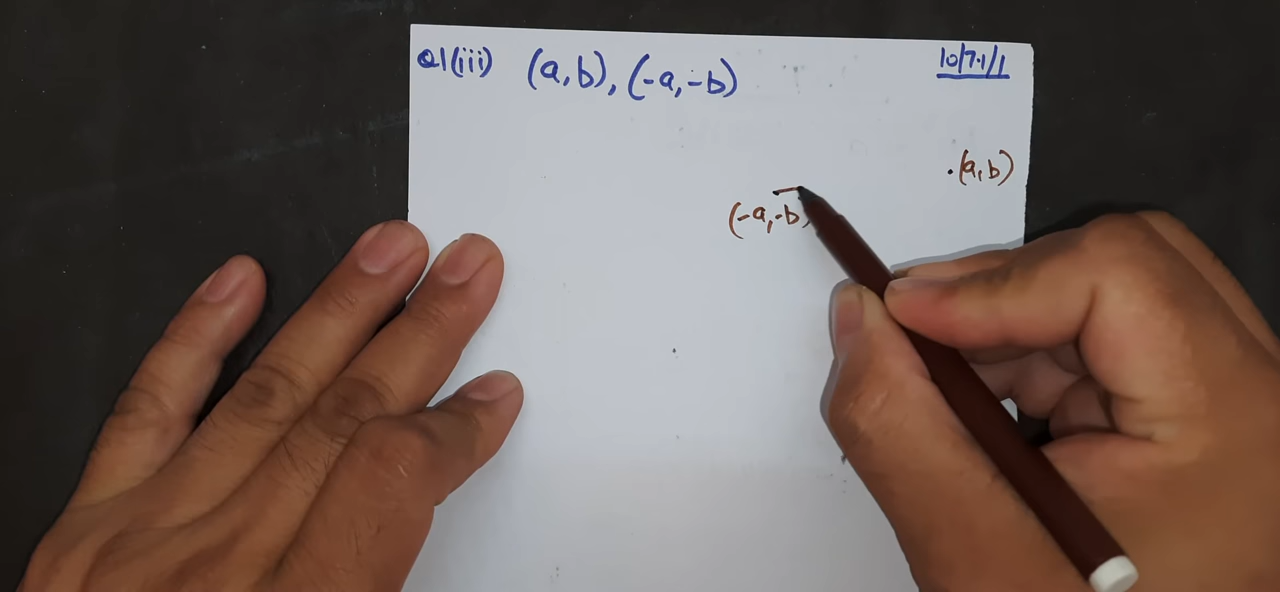 Q1(iii) (a,b), (-a,-b) 10/7.1/1
.(a,b)
(-a,-b)